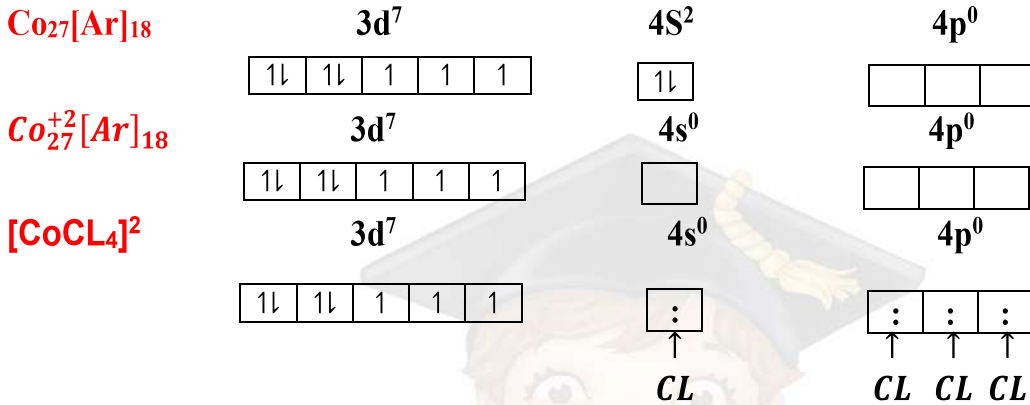 Co₂₇[Ar]₁₈ 3d⁷ 4S² 4p⁰
1⇂ 1⇂ 1 1 1 1⇂
Co₂₇⁺²[Ar]₁₈ 3d⁷ 4s⁰ 4p⁰
1⇂ 1⇂ 1 1 1
[CoCL₄]² 3d⁷ 4s⁰ 4p⁰
1⇂ 1⇂ 1 1 1 : : : :
↑ ↑ ↑ ↑
CL CL CL CL